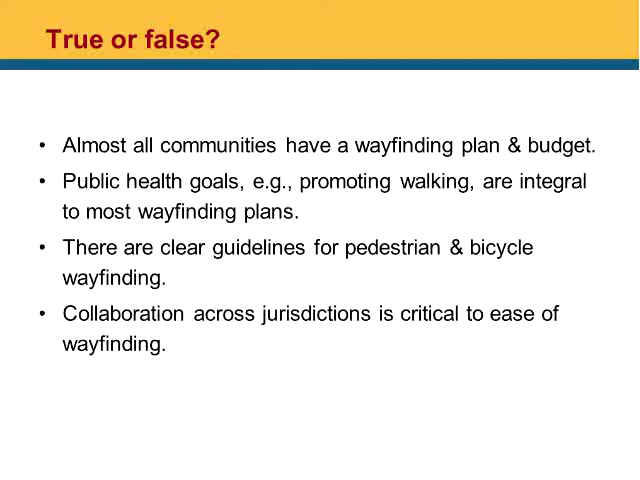 True or false?
• Almost all communities have a wayfinding plan & budget.
• Public health goals, e.g., promoting walking, are integral
to most wayfinding plans.
• There are clear guidelines for pedestrian & bicycle
wayfinding.
• Collaboration across jurisdictions is critical to ease of
wayfinding.